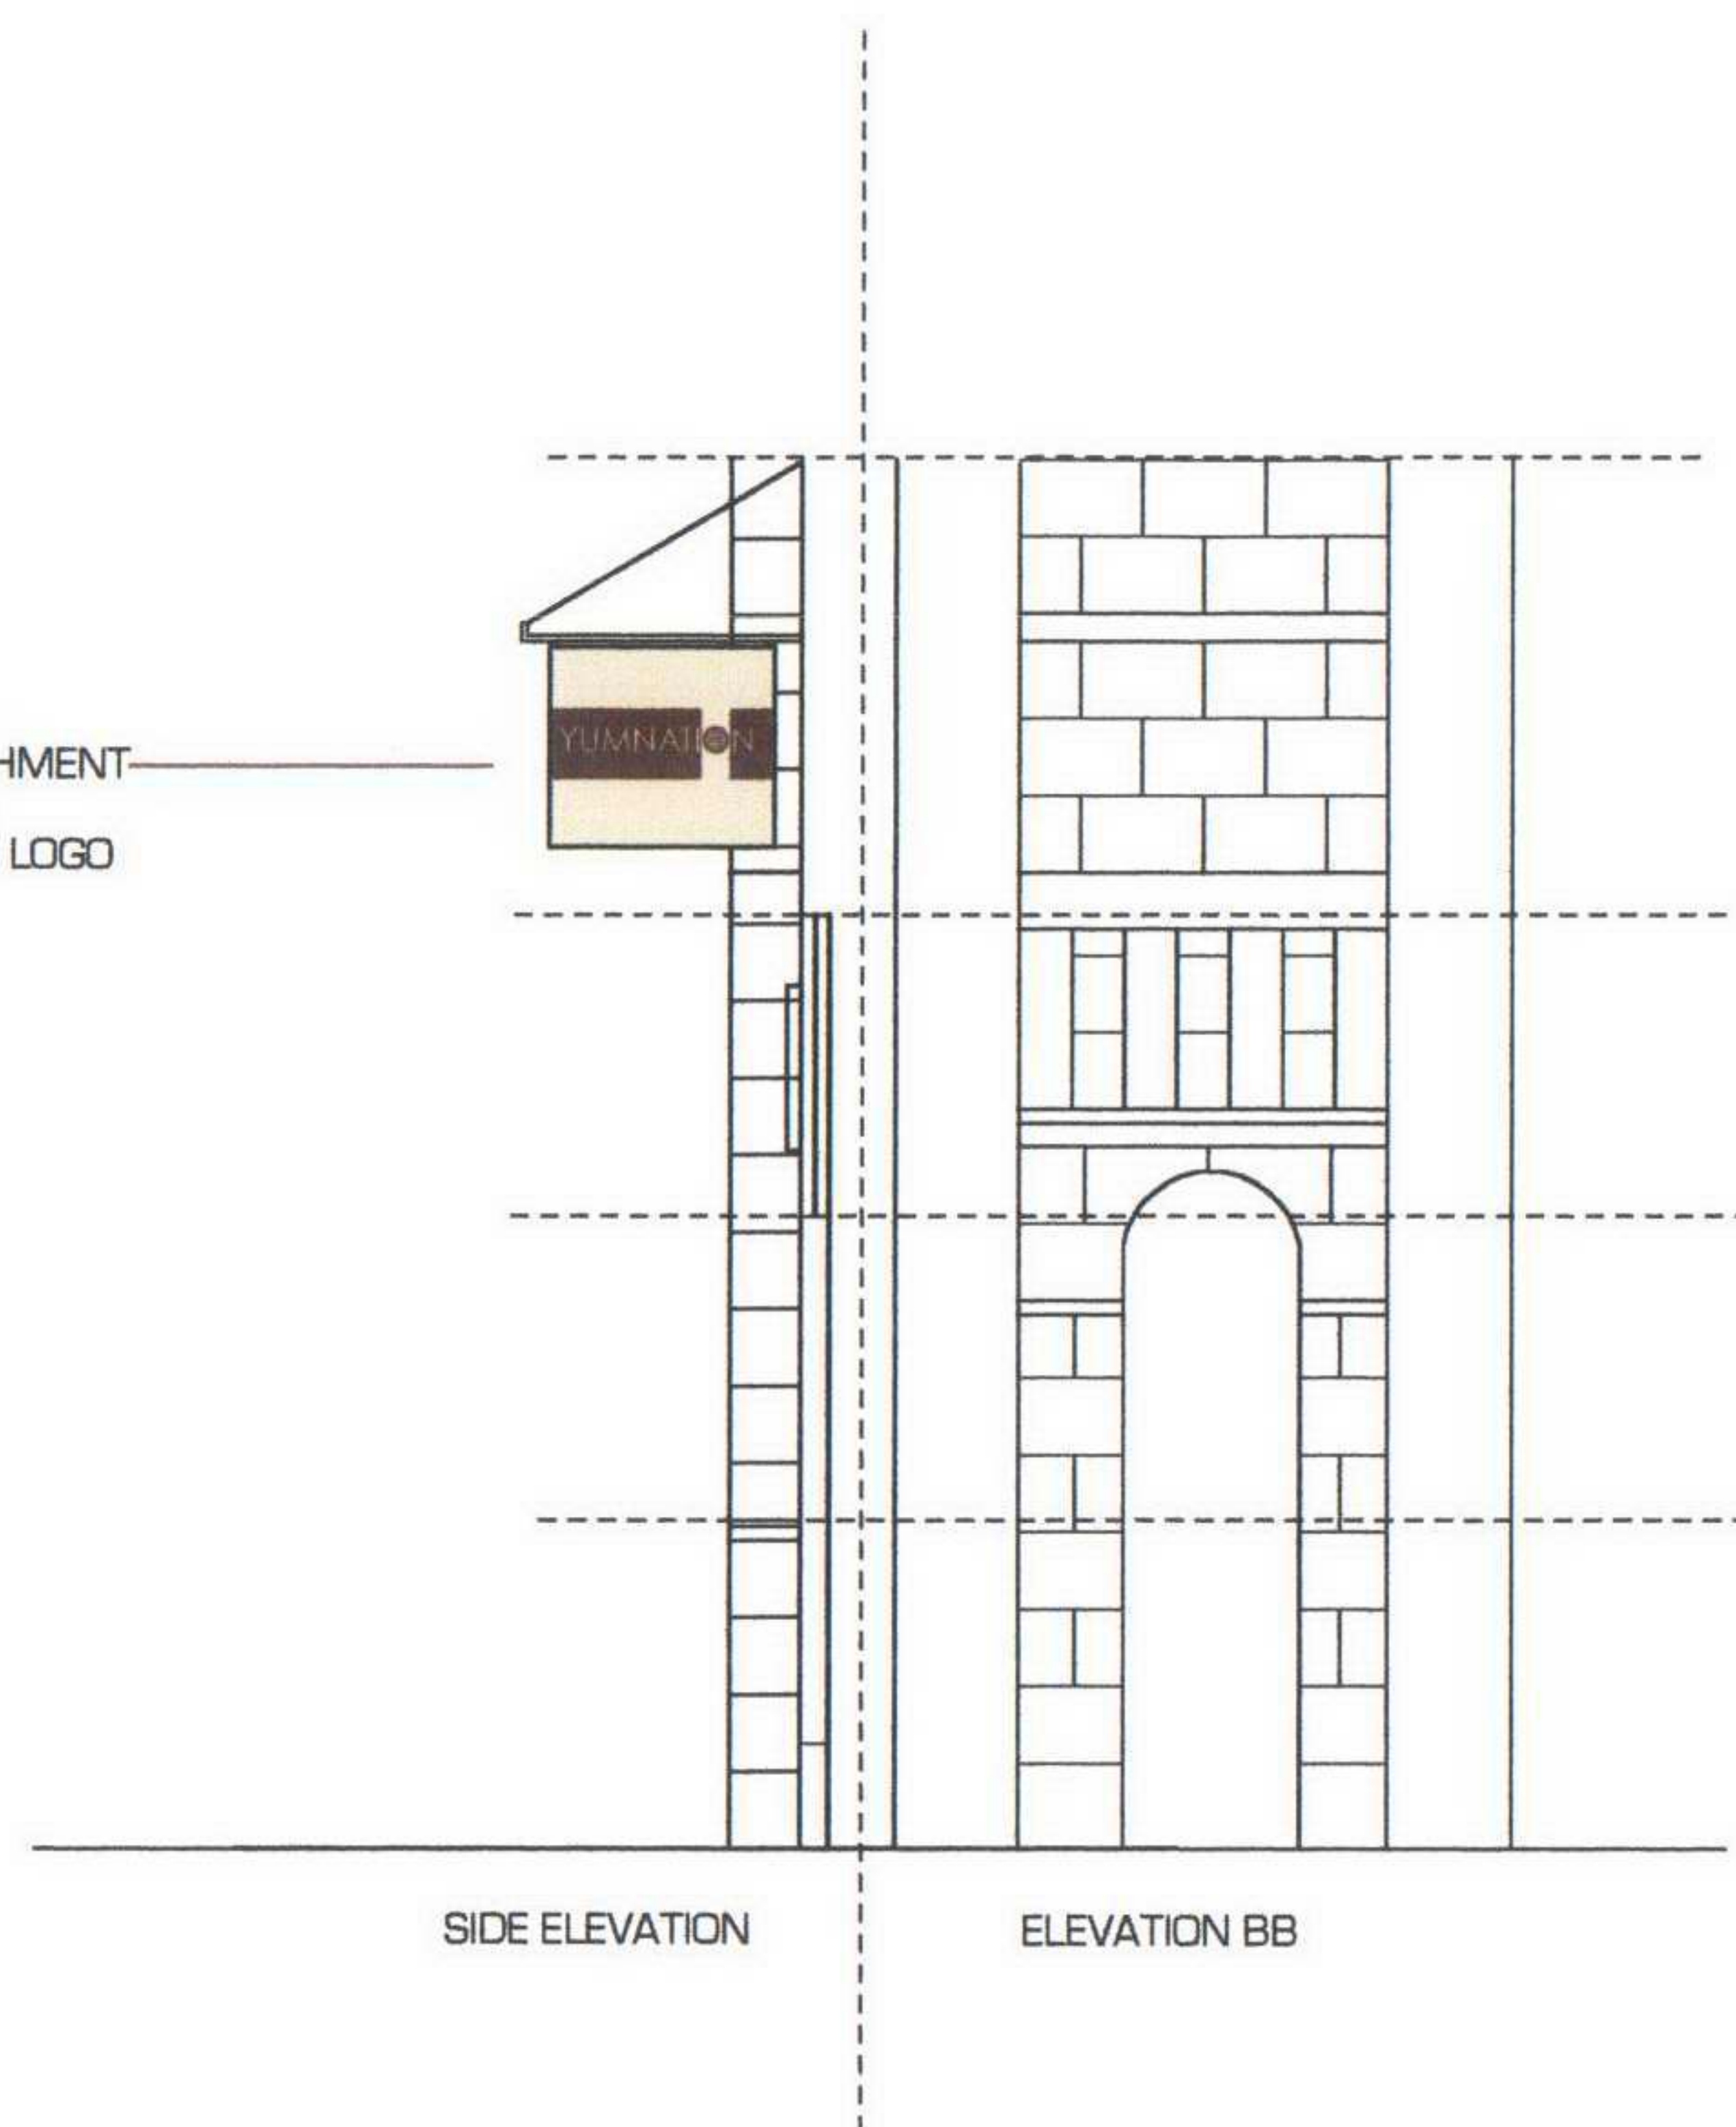 HMENT
LOGO
YUMNATION
SIDE ELEVATION
ELEVATION BB